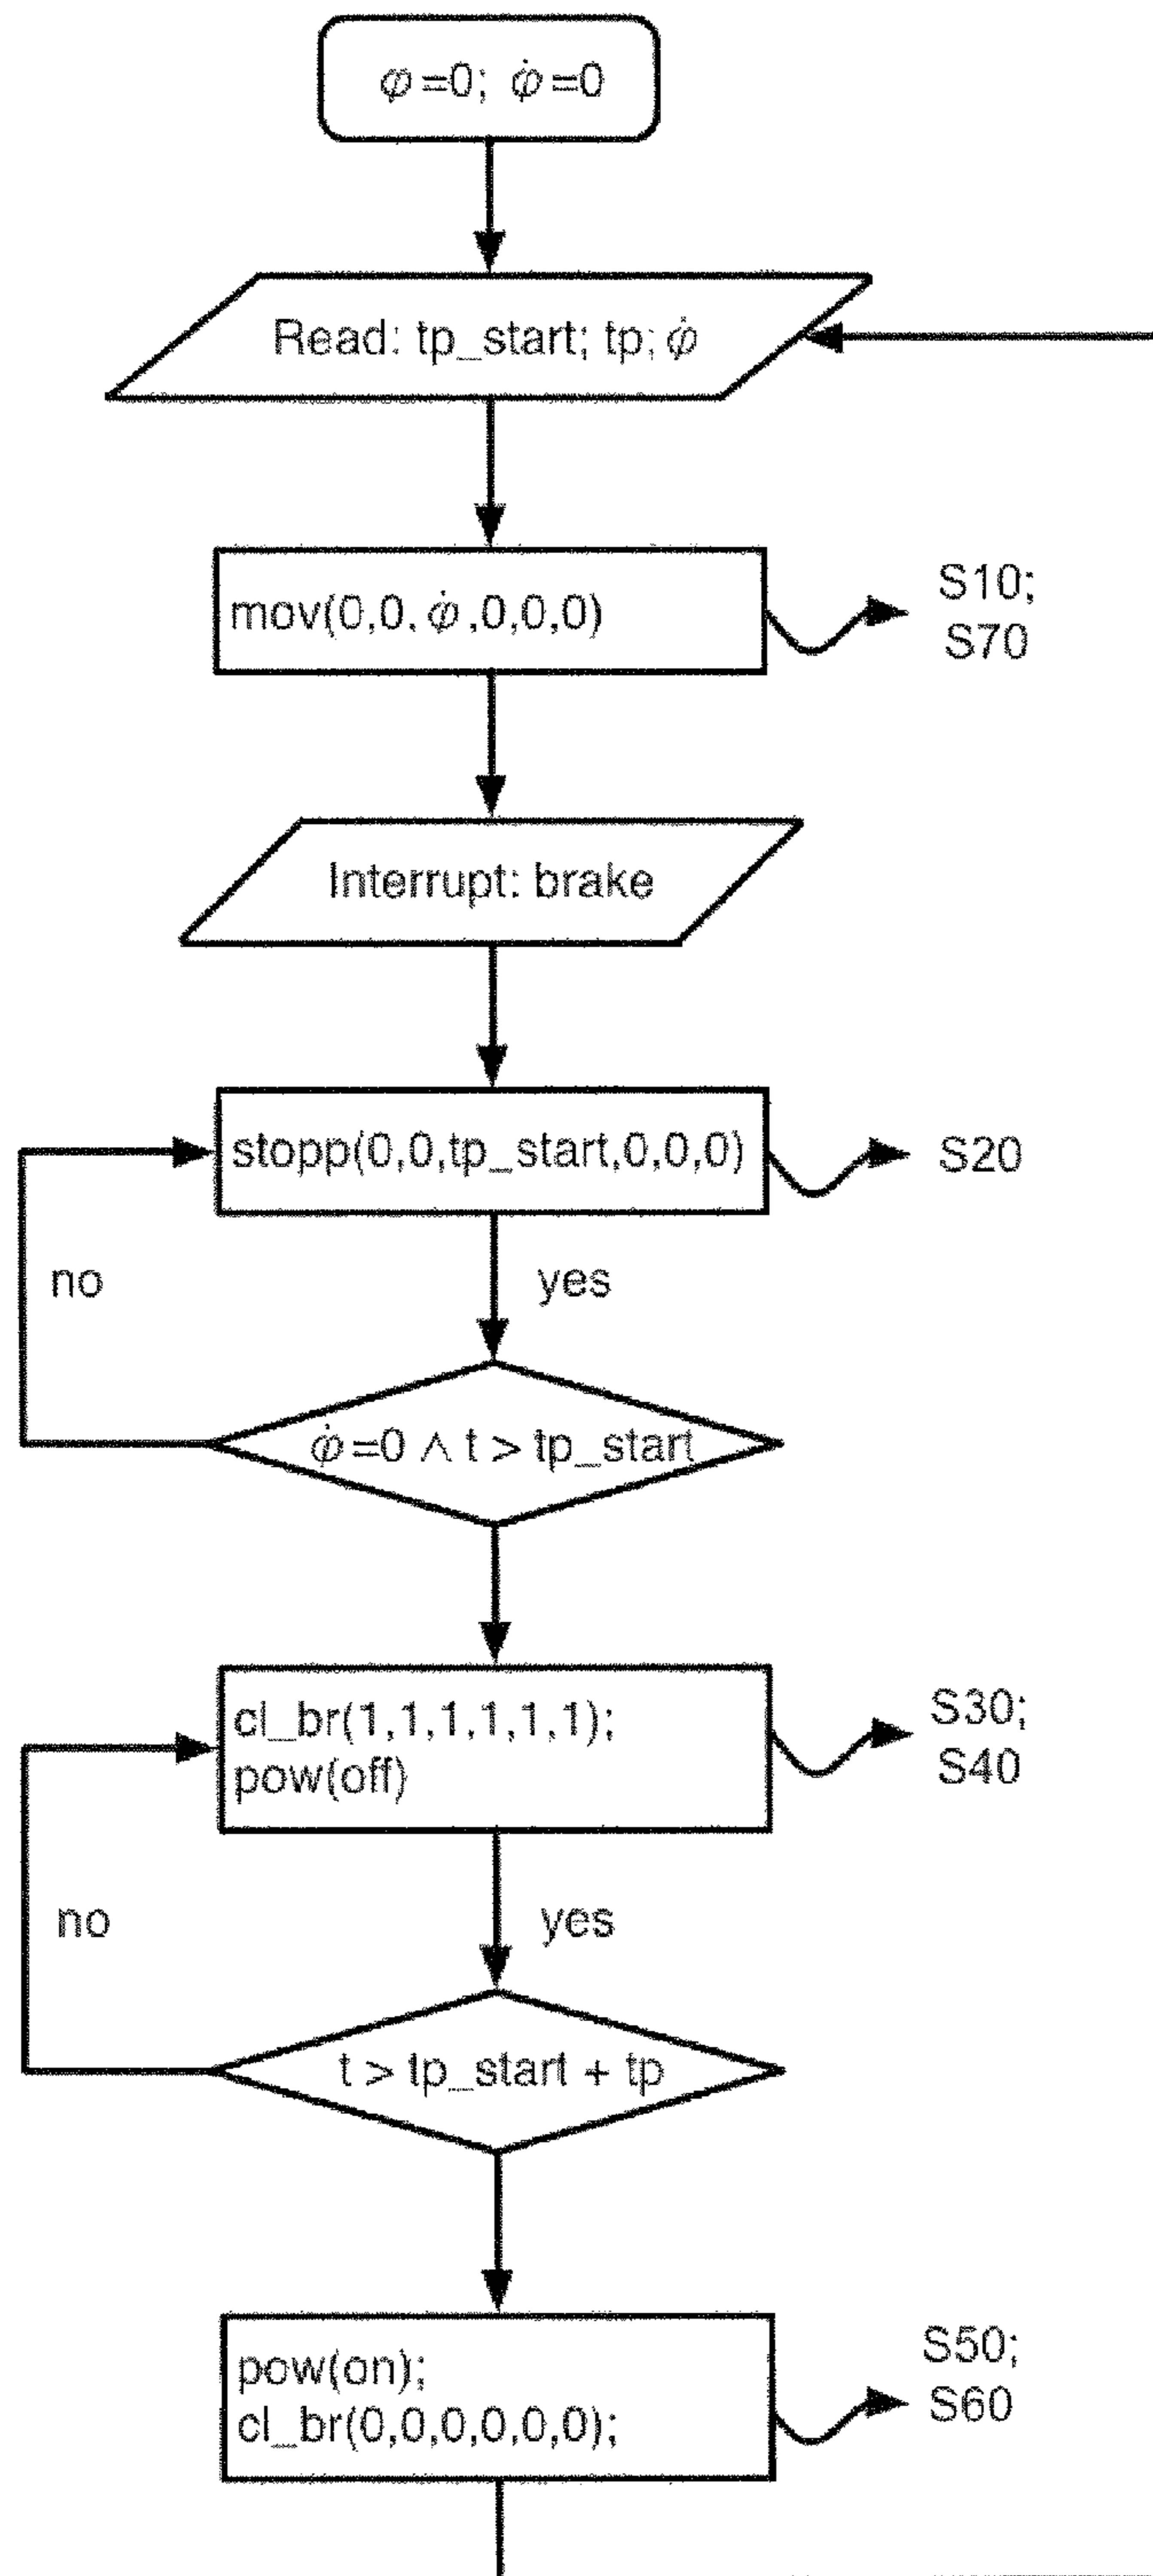 φ=0; φ̇=0
Read: tp_start; tp; φ̇
mov(0,0,φ̇,0,0,0)
S10;
S70
Interrupt: brake
stopp(0,0,tp_start,0,0,0)
S20
no
yes
φ̇=0 ∧ t > tp_start
cl_br(1,1,1,1,1,1);
pow(off)
S30;
S40
no
yes
t > tp_start + tp
pow(on);
cl_br(0,0,0,0,0,0);
S50;
S60